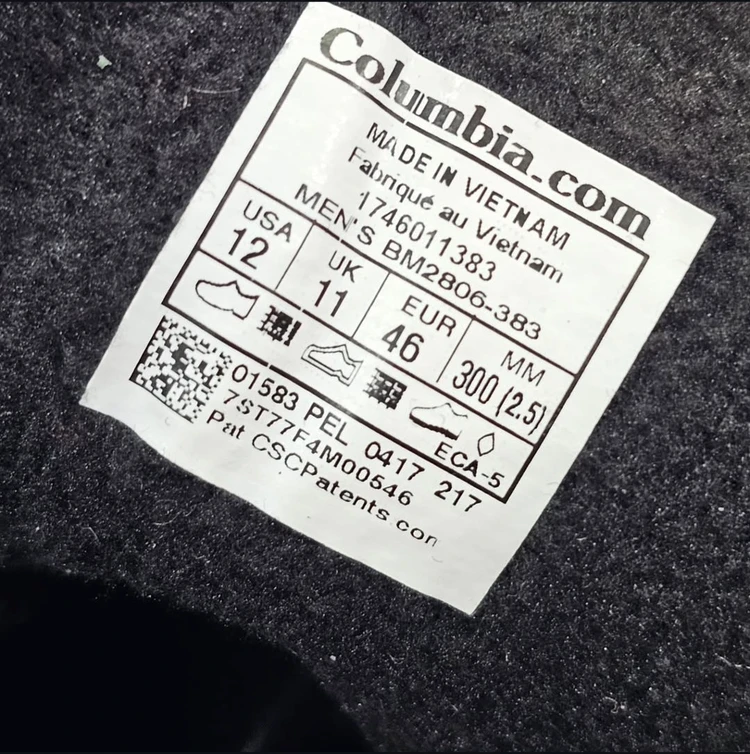 Columbia.com
MADE IN VIETNAM
Fabriqué au Vietnam
1746011383
MEN'S BM2806-383
USA UK EUR MM
12 11 46 300 (2.5)
ECA-5
01583 PEL 0417 217
7ST77F4M00546
Pat CSCPatents.com